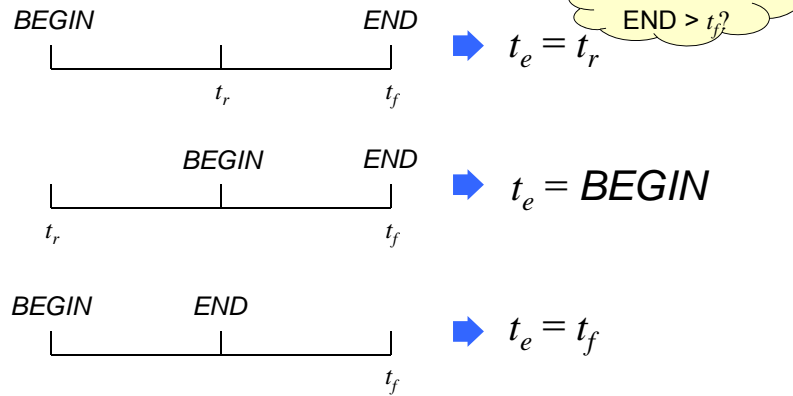 BEGIN END
END > t_f?
t_e = t_r
t_r t_f
BEGIN END
t_e = BEGIN
t_r t_f
BEGIN END
t_e = t_f
t_f